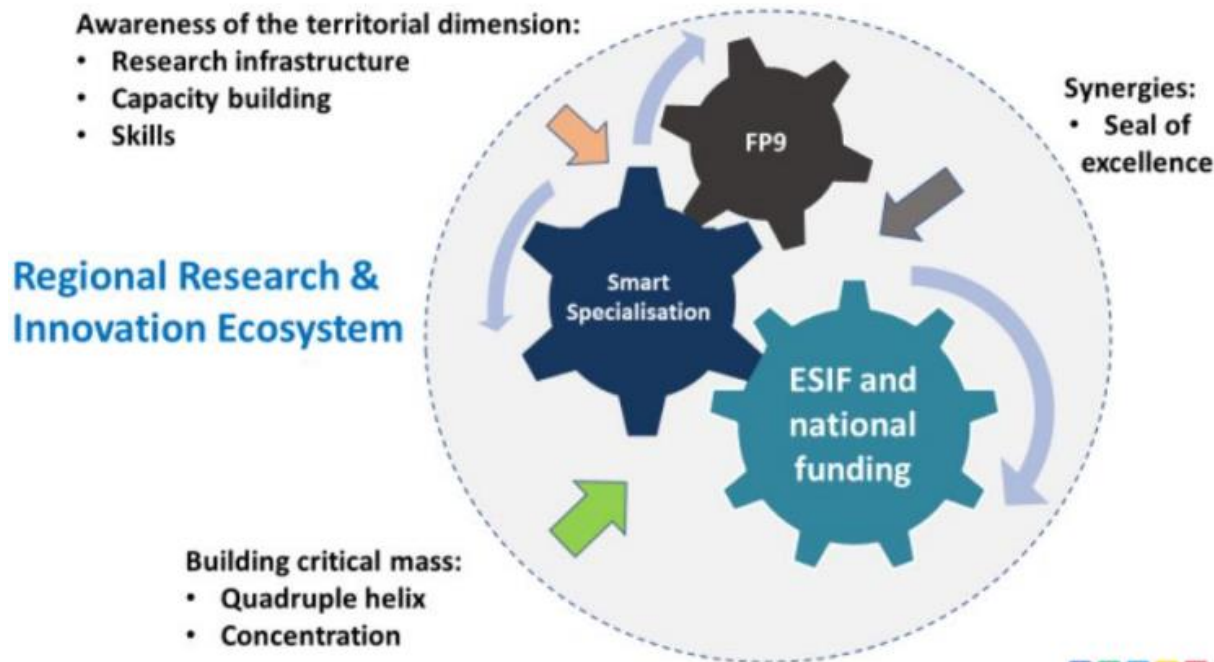 Awareness of the territorial dimension:
• Research infrastructure
• Capacity building
• Skills
Synergies:
• Seal of
excellence
FP9
Regional Research &
Innovation Ecosystem
Smart
Specialisation
ESIF and
national
funding
Building critical mass:
• Quadruple helix
• Concentration